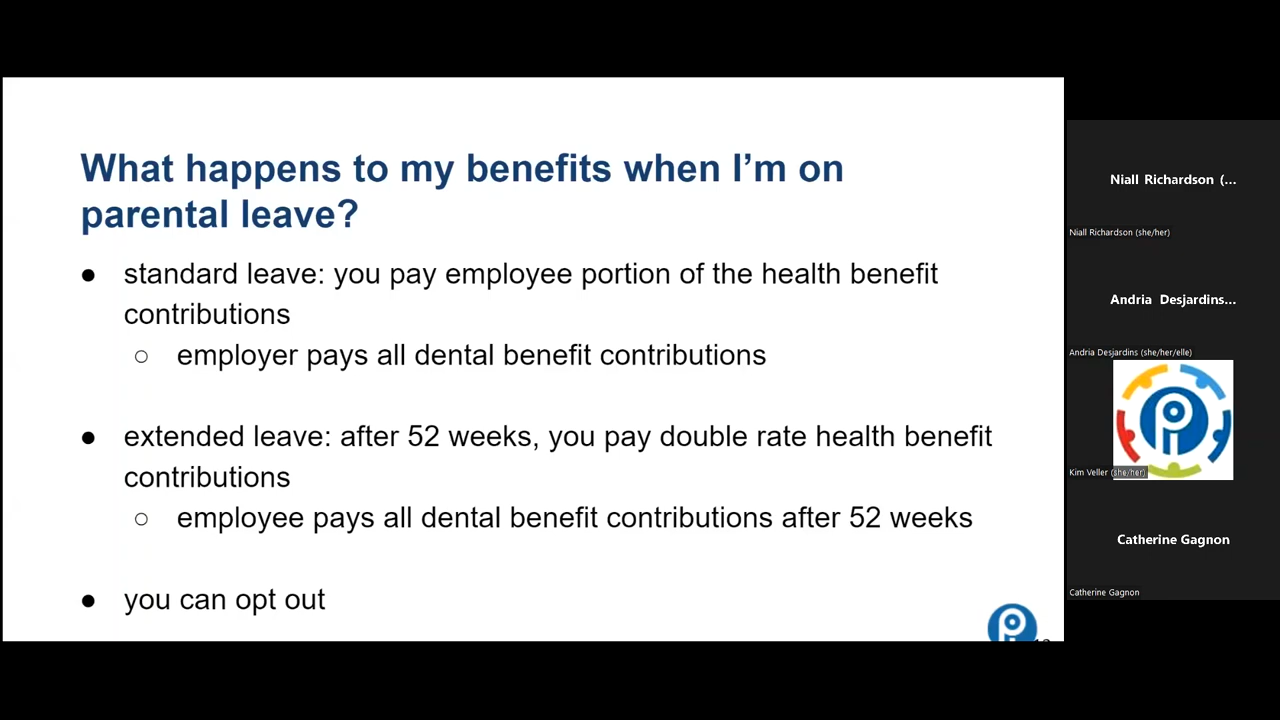 What happens to my benefits when I’m on
parental leave?
● standard leave: you pay employee portion of the health benefit
contributions
○ employer pays all dental benefit contributions
● extended leave: after 52 weeks, you pay double rate health benefit
contributions
○ employee pays all dental benefit contributions after 52 weeks
● you can opt out
Pi
Niall Richardson (...
Niall Richardson (she/her)
Andria Desjardins...
Andria Desjardins (she/her/elle)
Pi
Kim Veller (she/her)
Catherine Gagnon
Catherine Gagnon